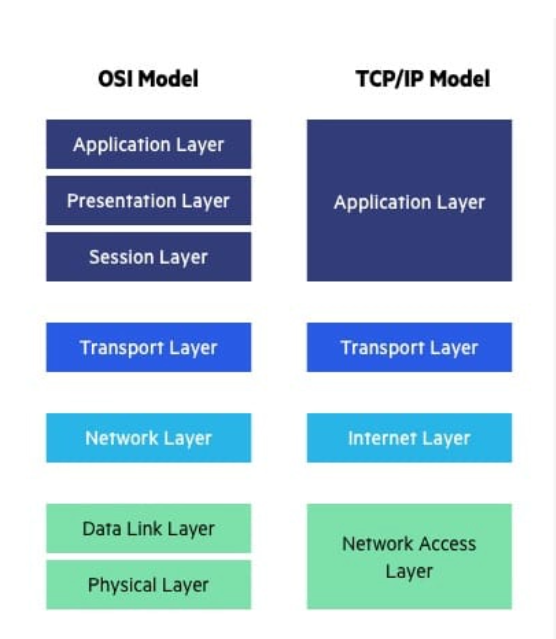 OSI Model
TCP/IP Model
Application Layer
Presentation Layer
Session Layer
Application Layer
Transport Layer
Transport Layer
Network Layer
Internet Layer
Data Link Layer
Physical Layer
Network Access
Layer